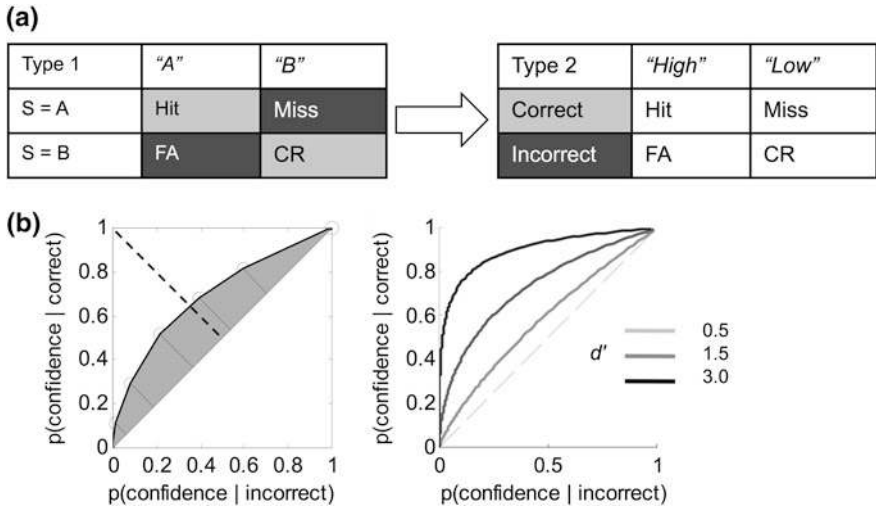 (a)
Type 1 "A" "B"
S = A Hit Miss
S = B FA CR
Type 2 "High" "Low"
Correct Hit Miss
Incorrect FA CR
(b)
p(confidence | correct)
1
0.8
0.6
0.4
0.2
0
0 0.2 0.4 0.6 0.8 1
p(confidence | incorrect)
p(confidence | correct)
1
0.8
0.6
0.4
0.2
0
0 0.5 1
p(confidence | incorrect)
d'
0.5
1.5
3.0